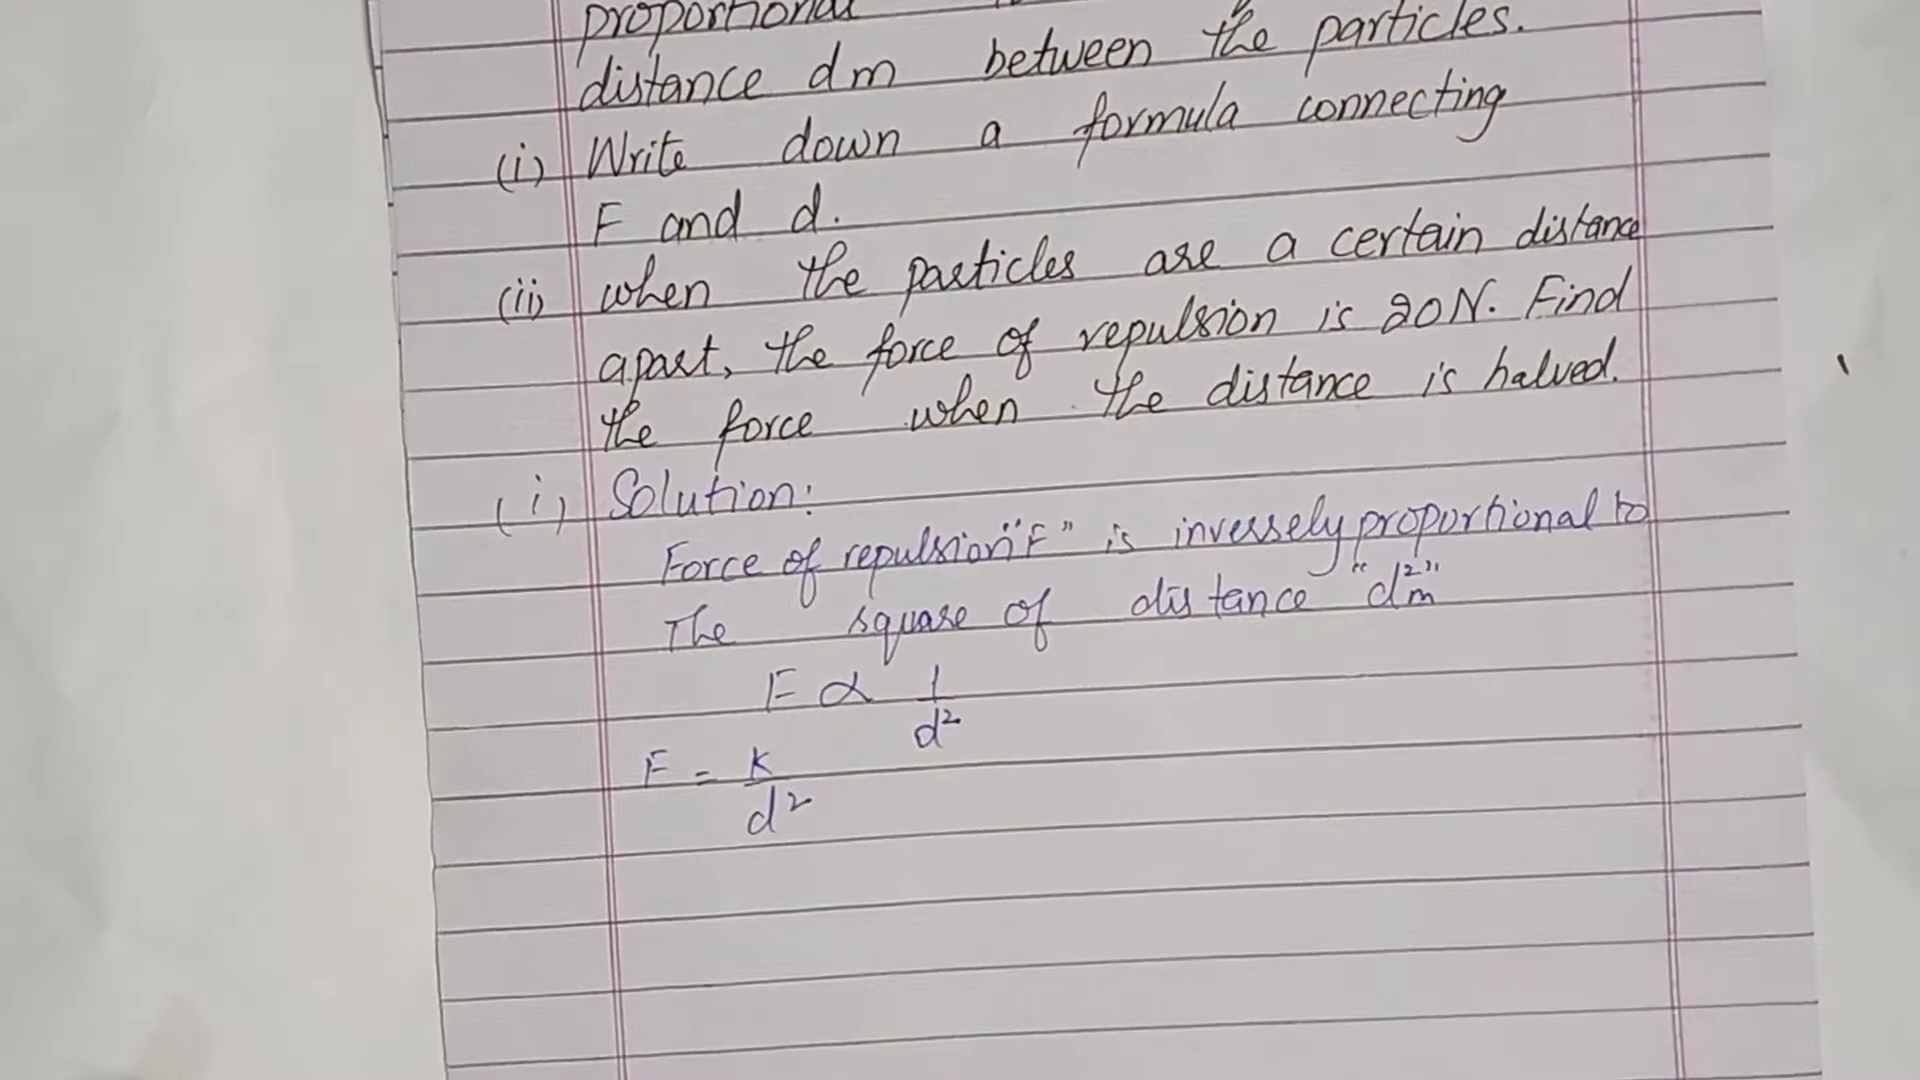 proportional
distance dm between the particles.
(i) Write down a formula connecting
F and d.
(ii) when the particles are a certain distance
apart, the force of repulsion is 20N. Find
the force when the distance is halved.
(i) Solution:
Force of repulsion "F" is inversely proportional to
The square of distance "d²m"
F ∝ 1/d²
F = K/d²